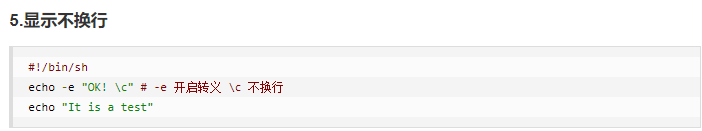 5.显示不换行
#!/bin/sh
echo -e "OK! \c" # -e 开启转义 \c 不换行
echo "It is a test"